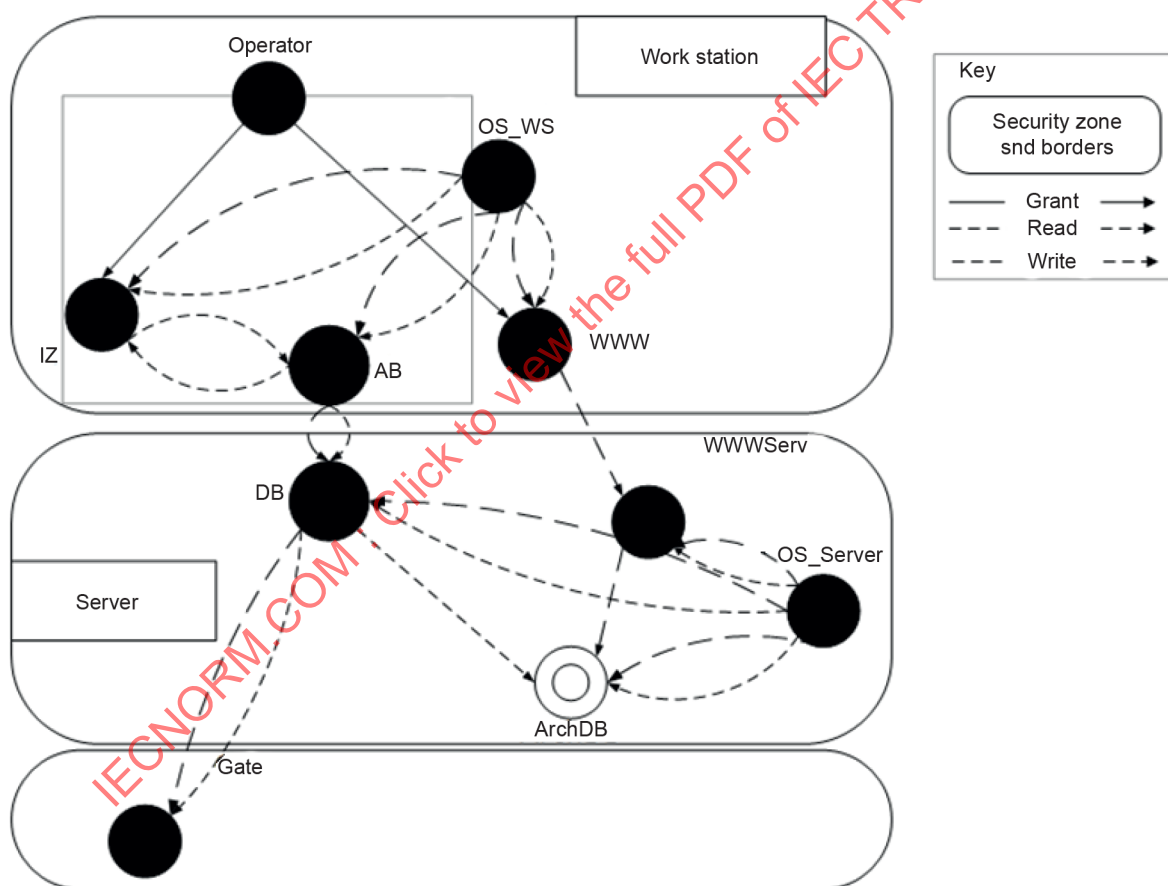 Operator
Work station
OS_WS
IZ
AB
WWW
WWWServ
DB
OS_Server
Server
ArchDB
Gate
Key
Security zone
snd borders
Grant
Read
Write
IECNORM.COM : Click to view the full PDF of IEC TR